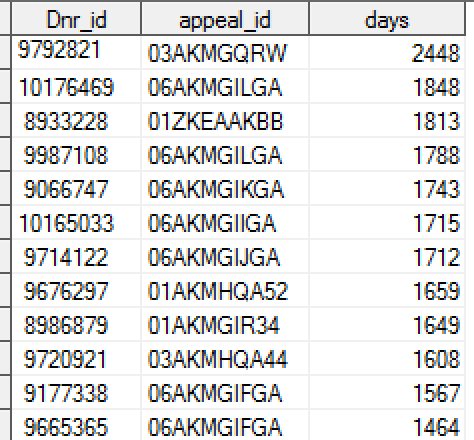 Dnr_id appeal_id days
9792821 03AKMGQRW 2448
10176469 06AKMGILGA 1848
8933228 01ZKEAAKBB 1813
9987108 06AKMGILGA 1788
9066747 06AKMGIKGA 1743
10165033 06AKMGIIGA 1715
9714122 06AKMGIJGA 1712
9676297 01AKMHQA52 1659
8986879 01AKMGIR34 1649
9720921 03AKMHQA44 1608
9177338 06AKMGIFGA 1567
9665365 06AKMGIFGA 1464